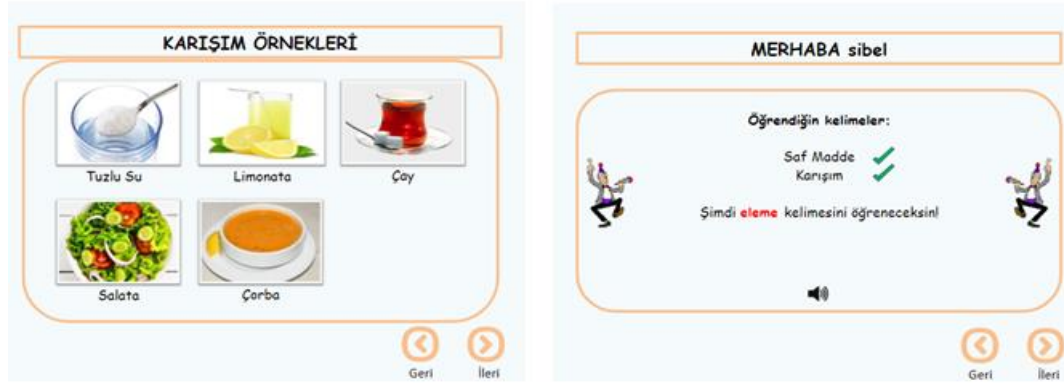 KARIŞIM ÖRNEKLERİ
Tuzlu Su
Limonata
Çay
Salata
Çorba
Geri
İleri
MERHABA sibel
Öğrendiğin kelimeler:
Saf Madde
Karışım
Şimdi eleme kelimesini öğreneceksin!
Geri
İleri